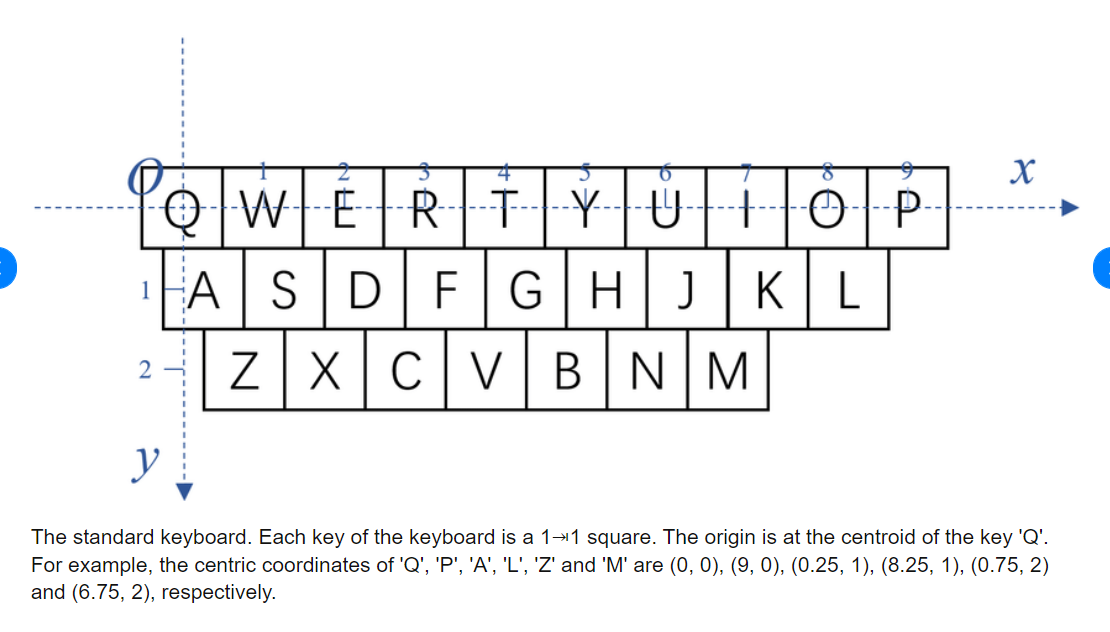 O 1 2 3 4 5 6 7 8 9 x
Q W E R T Y U I O P
1 A S D F G H J K L
2 Z X C V B N M
y
The standard keyboard. Each key of the keyboard is a 1⇥1 square. The origin is at the centroid of the key 'Q'.
For example, the centric coordinates of 'Q', 'P', 'A', 'L', 'Z' and 'M' are (0, 0), (9, 0), (0.25, 1), (8.25, 1), (0.75, 2)
and (6.75, 2), respectively.